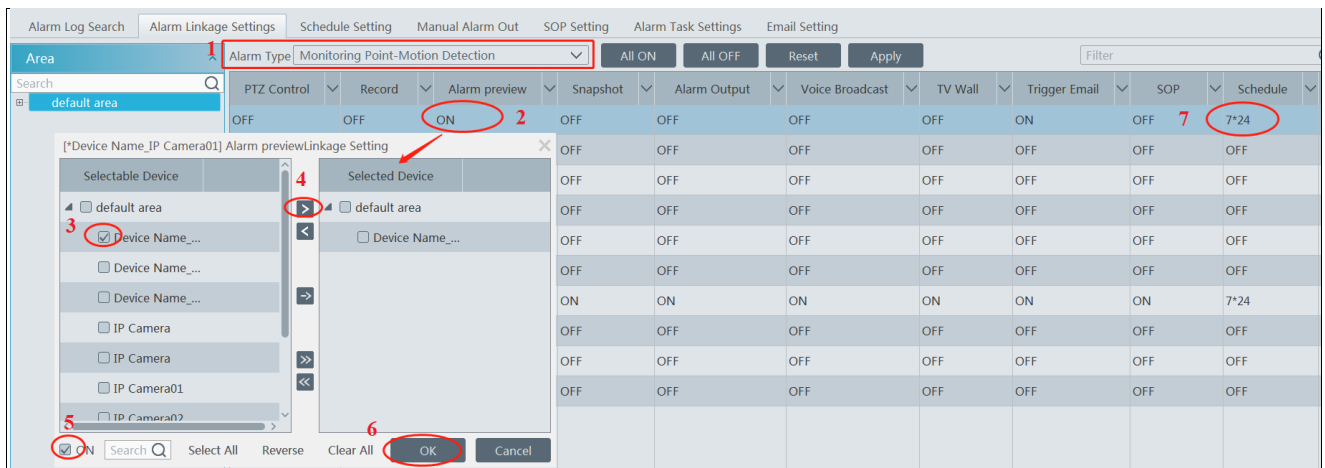 Alarm Log Search Alarm Linkage Settings Schedule Setting Manual Alarm Out SOP Setting Alarm Task Settings Email Setting
Area 1 Alarm Type Monitoring Point-Motion Detection All ON All OFF Reset Apply Filter
Search PTZ Control Record Alarm preview Snapshot Alarm Output Voice Broadcast TV Wall Trigger Email SOP Schedule
default area
OFF OFF ON 2 OFF OFF OFF OFF ON OFF 7 7*24
[*Device Name_IP Camera01] Alarm previewLinkage Setting OFF OFF OFF OFF OFF OFF OFF
Selectable Device 4 Selected Device OFF OFF OFF OFF OFF OFF OFF
default area > default area OFF OFF OFF OFF OFF OFF OFF
3 Device Name_... < Device Name_... OFF OFF OFF OFF OFF OFF OFF
Device Name_... OFF OFF OFF OFF OFF OFF OFF
Device Name_... -> ON ON ON ON ON ON 7*24
IP Camera OFF OFF OFF OFF OFF OFF OFF
IP Camera >> OFF OFF OFF OFF OFF OFF OFF
IP Camera01 << OFF OFF OFF OFF OFF OFF OFF
IP Camera02
5 6
ON Search Select All Reverse Clear All OK Cancel